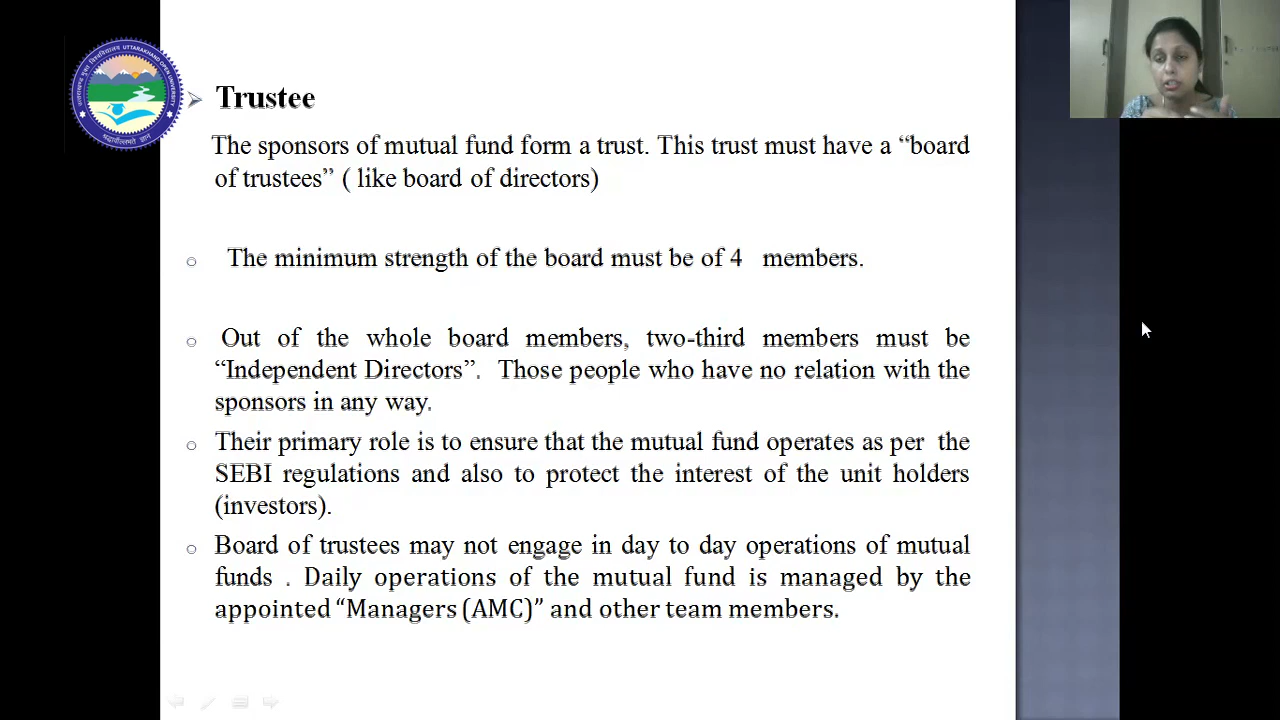 UTTARAKHAND OPEN UNIVERSITY
Trustee
The sponsors of mutual fund form a trust. This trust must have a “board
of trustees” ( like board of directors)
The minimum strength of the board must be of 4 members.
Out of the whole board members, two-third members must be
“Independent Directors”. Those people who have no relation with the
sponsors in any way.
Their primary role is to ensure that the mutual fund operates as per the
SEBI regulations and also to protect the interest of the unit holders
(investors).
Board of trustees may not engage in day to day operations of mutual
funds . Daily operations of the mutual fund is managed by the
appointed “Managers (AMC)” and other team members.